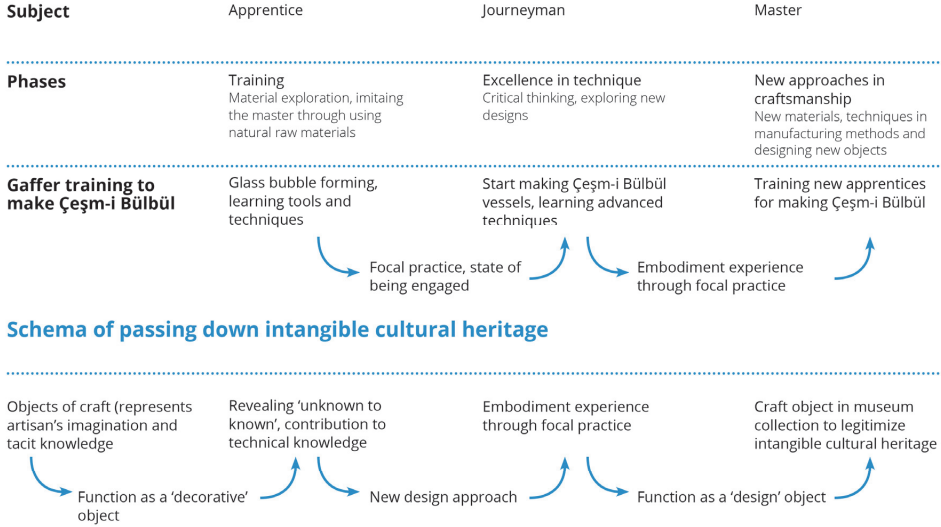 Subject
Apprentice
Journeyman
Master
Phases
Training
Material exploration, imitaing
the master through using
natural raw materials
Excellence in technique
Critical thinking, exploring new
designs
New approaches in
craftsmanship
New materials, techniques in
manufacturing methods and
designing new objects
Gaffer training to
make Çeşm-i Bülbül
Glass bubble forming,
learning tools and
techniques
Start making Çeşm-i Bülbül
vessels, learning advanced
techniques
Training new apprentices
for making Çeşm-i Bülbül
Focal practice, state of
being engaged
Embodiment experience
through focal practice
Schema of passing down intangible cultural heritage
Objects of craft (represents
artisan’s imagination and
tacit knowledge
Revealing ‘unknown to
known’, contribution to
technical knowledge
Embodiment experience
through focal practice
Craft object in museum
collection to legitimize
intangible cultural heritage
Function as a ‘decorative’
object
New design approach
Function as a ‘design’ object